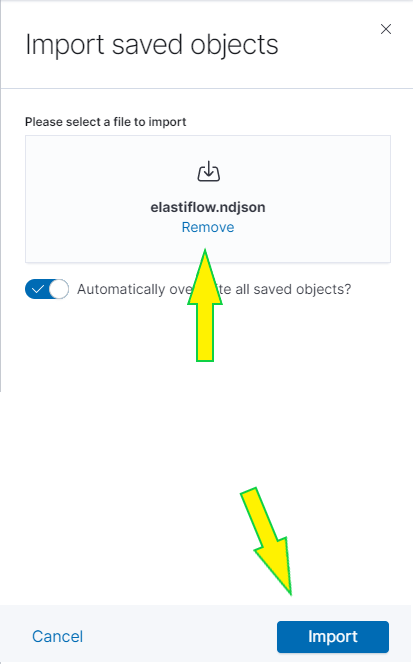 Import saved objects
Please select a file to import
elastiflow.ndjson
Remove
Automatically ove te all saved objects?
Cancel
Import